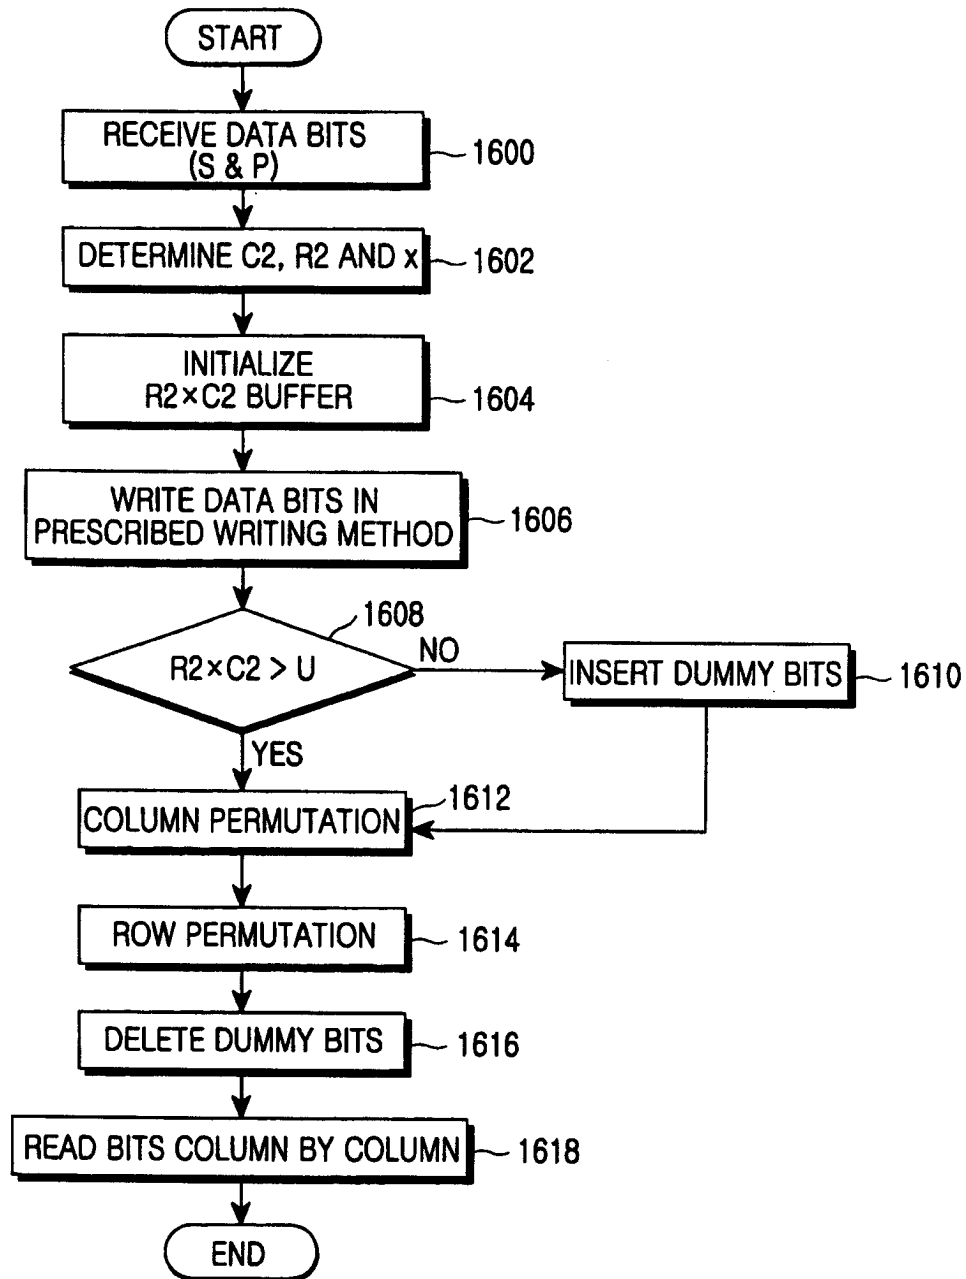 START
RECEIVE DATA BITS
(S & P)
1600
DETERMINE C2, R2 AND x
1602
INITIALIZE
R2×C2 BUFFER
1604
WRITE DATA BITS IN
PRESCRIBED WRITING METHOD
1606
1608
R2×C2 > U
NO
INSERT DUMMY BITS
1610
YES
COLUMN PERMUTATION
1612
ROW PERMUTATION
1614
DELETE DUMMY BITS
1616
READ BITS COLUMN BY COLUMN
1618
END